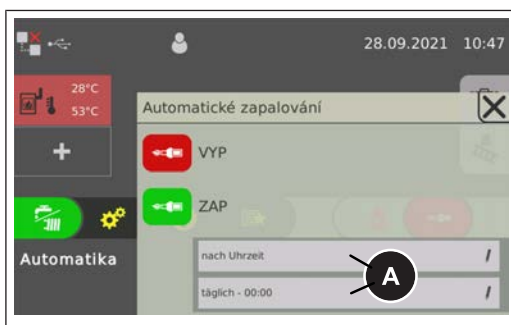 28.09.2021 10:47
28°C
53°C
Automatické zapalování
+
VYP
ZAP
Automatika
nach Uhrzeit
täglich - 00:00
A